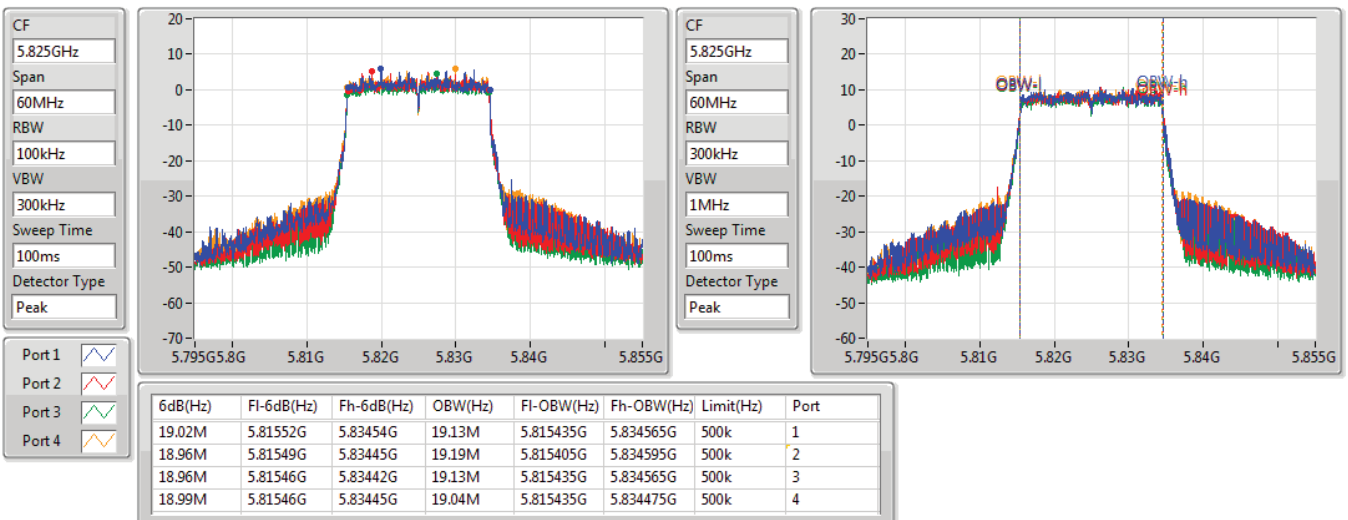 CF
5.825GHz
Span
60MHz
RBW
100kHz
VBW
300kHz
Sweep Time
100ms
Detector Type
Peak
20
10
0
-10
-20
-30
-40
-50
-60
-70
5.795G 5.8G 5.81G 5.82G 5.83G 5.84G 5.855G
CF
5.825GHz
Span
60MHz
RBW
300kHz
VBW
1MHz
Sweep Time
100ms
Detector Type
Peak
30
20
10
0
-10
-20
-30
-40
-50
-60
OBW-l OBW-h
5.795G 5.8G 5.81G 5.82G 5.83G 5.84G 5.855G
Port 1
Port 2
Port 3
Port 4
6dB(Hz) Fl-6dB(Hz) Fh-6dB(Hz) OBW(Hz) Fl-OBW(Hz) Fh-OBW(Hz) Limit(Hz) Port
19.02M 5.81552G 5.83454G 19.13M 5.815435G 5.834565G 500k 1
18.96M 5.81549G 5.83445G 19.19M 5.815405G 5.834595G 500k 2
18.96M 5.81546G 5.83442G 19.13M 5.815435G 5.834565G 500k 3
18.99M 5.81546G 5.83445G 19.04M 5.815435G 5.834475G 500k 4